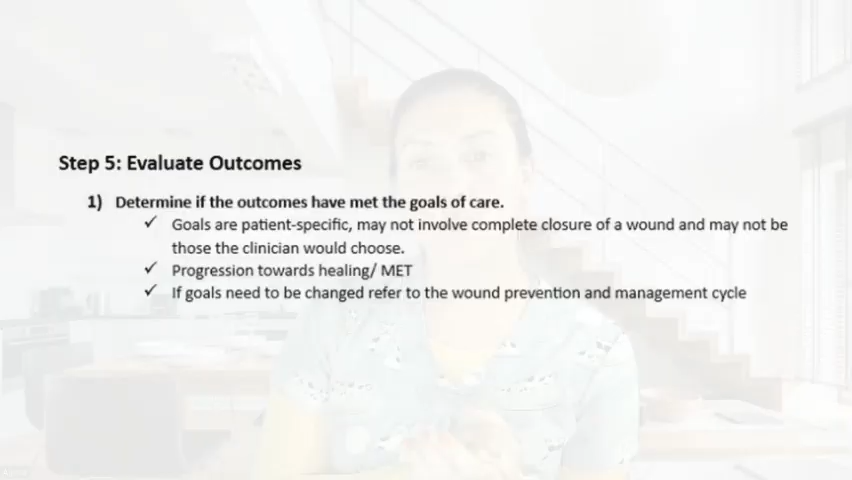 Step 5: Evaluate Outcomes
1) Determine if the outcomes have met the goals of care.
✓ Goals are patient-specific, may not involve complete closure of a wound and may not be
those the clinician would choose.
✓ Progression towards healing/ MET
✓ If goals need to be changed refer to the wound prevention and management cycle